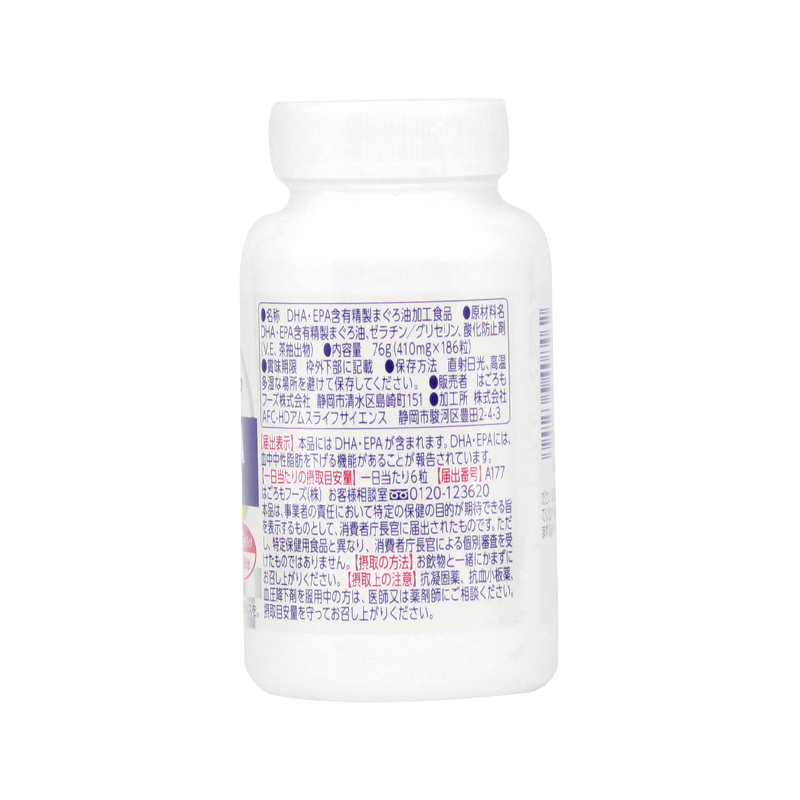 ●名称 DHA・EPA含有精製まぐろ油加工食品 ●原材料名
DHA・EPA含有精製まぐろ油、ゼラチン／グリセリン、酸化防止剤
(V.E、茶抽出物) ●内容量 76g(410mg×186粒)
●賞味期限 枠外下部に記載 ●保存方法 直射日光、高温
多湿な場所を避けて保存してください。 ●販売者 はごろも
フーズ株式会社 静岡市清水区島崎町151 ●加工所 株式会社
AFC-HDアムスライフサイエンス 静岡市駿河区豊田2-4-3
【届出表示】本品にはDHA・EPAが含まれます。DHA・EPAには、
血中中性脂肪を下げる機能があることが報告されています。
【一日当たりの摂取目安量】 一日当たり6粒 【届出番号】A177
はごろもフーズ(株) お客様相談室 0120-123620
本品は、事業者の責任において特定の保健の目的が期待できる旨
を表示するものとして、消費者庁長官に届出されたものです。ただ
し、特定保健用食品と異なり、消費者庁長官による個別審査を受
けたものではありません。【摂取の方法】お飲物と一緒にかまずに
お召し上がりください。【摂取上の注意】抗凝固薬、抗血小板薬、
血圧降下剤を服用中の方は、医師又は薬剤師にご相談ください。
摂取目安量を守ってお召し上がりください。